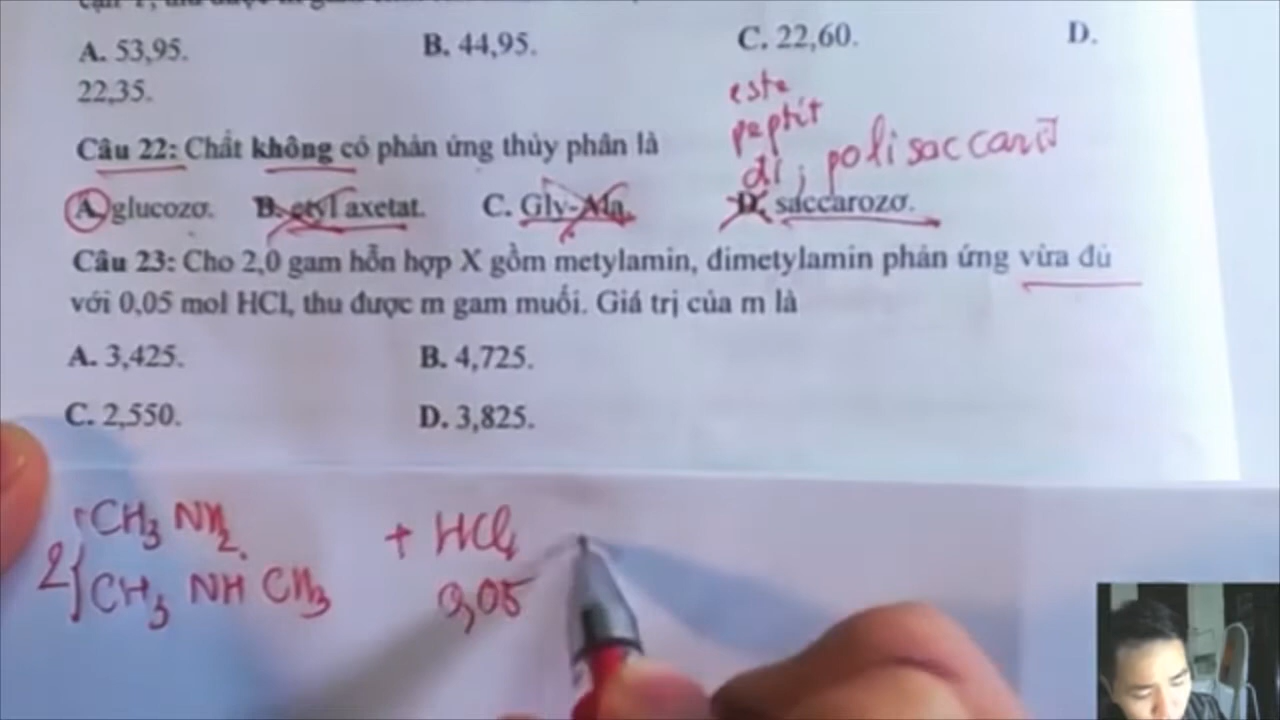 A. 53,95. B. 44,95. C. 22,60. D.
22,35.
este
peptit
đi, polisaccarit
Câu 22: Chất không có phản ứng thủy phân là
A. glucozơ. B. etyl axetat. C. Gly-Ala. D. saccarozơ.
Câu 23: Cho 2,0 gam hỗn hợp X gồm metylamin, đimetylamin phản ứng vừa đủ
với 0,05 mol HCl, thu được m gam muối. Giá trị của m là
A. 3,425. B. 4,725.
C. 2,550. D. 3,825.
CH3 NH2 + HCl
2 CH3 NH CH3 0,05